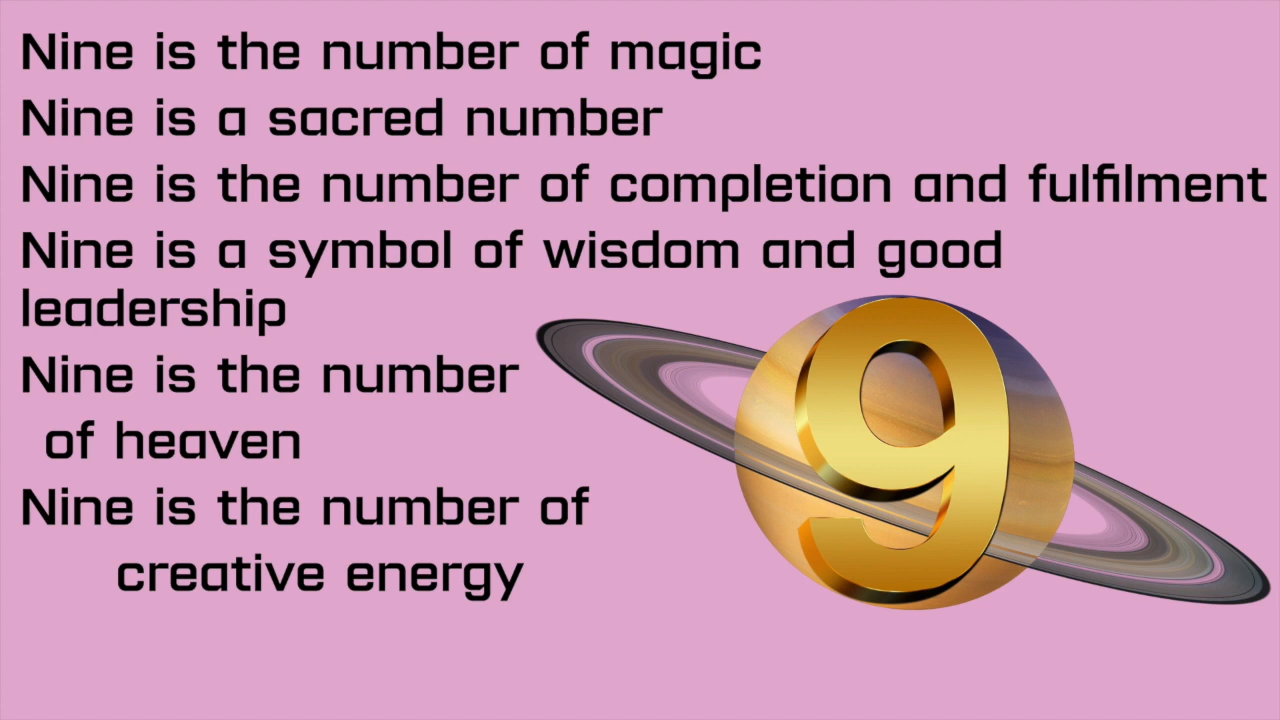 Nine is the number of magic
Nine is a sacred number
Nine is the number of completion and fulfilment
Nine is a symbol of wisdom and good
leadership
Nine is the number
of heaven
Nine is the number of
creative energy
9